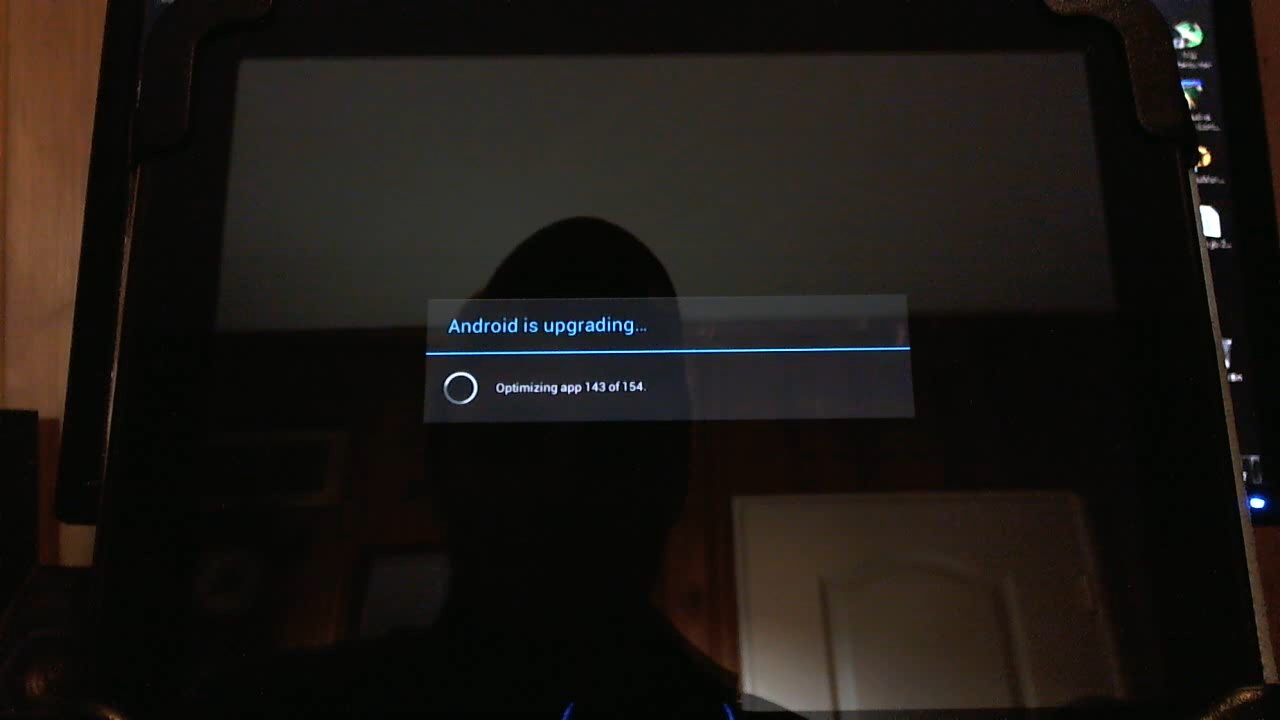 Android is upgrading...
Optimizing app 143 of 154.